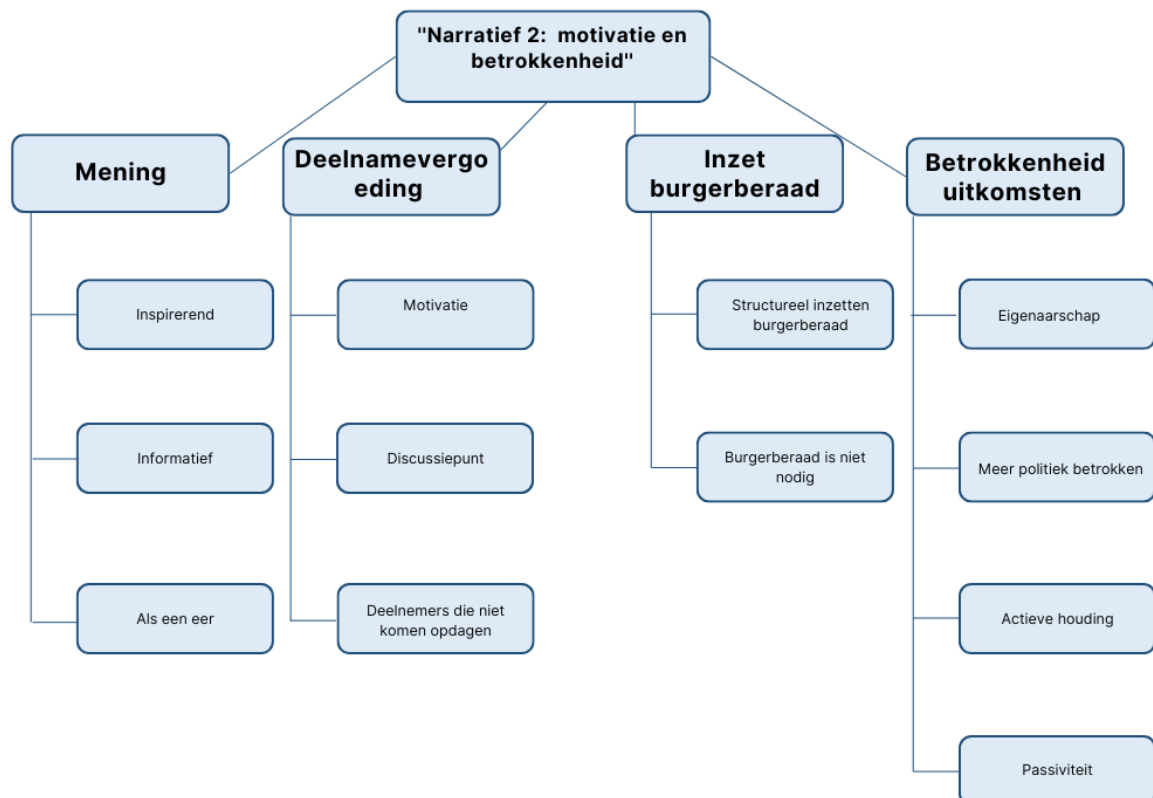 "Narratief 2:  motivatie en
betrokkenheid"
Mening
Inspirerend
Informatief
Als een eer
Deelnamevergo
eding
Motivatie
Discussiepunt
Deelnemers die niet
komen opdagen
Inzet
burgerberaad
Structureel inzetten
burgerberaad
Burgerberaad is niet
nodig
Betrokkenheid
uitkomsten
Eigenaarschap
Meer politiek betrokken
Actieve houding
Passiviteit